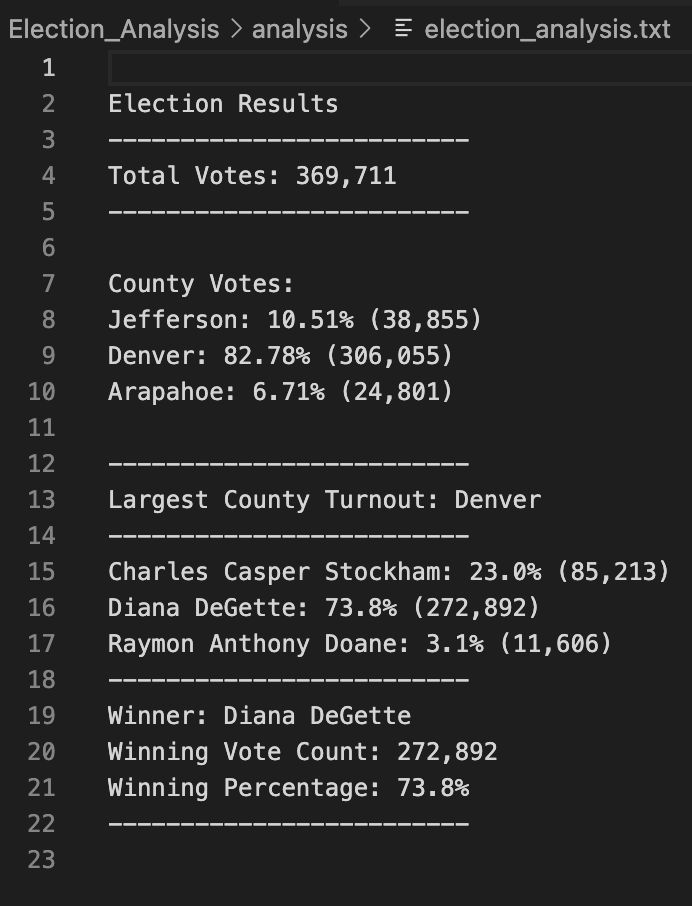 Election_Analysis > analysis > election_analysis.txt
1
2 Election Results
3 -------------------------
4 Total Votes: 369,711
5 -------------------------
6
7 County Votes:
8 Jefferson: 10.51% (38,855)
9 Denver: 82.78% (306,055)
10 Arapahoe: 6.71% (24,801)
11
12 -------------------------
13 Largest County Turnout: Denver
14 -------------------------
15 Charles Casper Stockham: 23.0% (85,213)
16 Diana DeGette: 73.8% (272,892)
17 Raymon Anthony Doane: 3.1% (11,606)
18 -------------------------
19 Winner: Diana DeGette
20 Winning Vote Count: 272,892
21 Winning Percentage: 73.8%
22 -------------------------
23